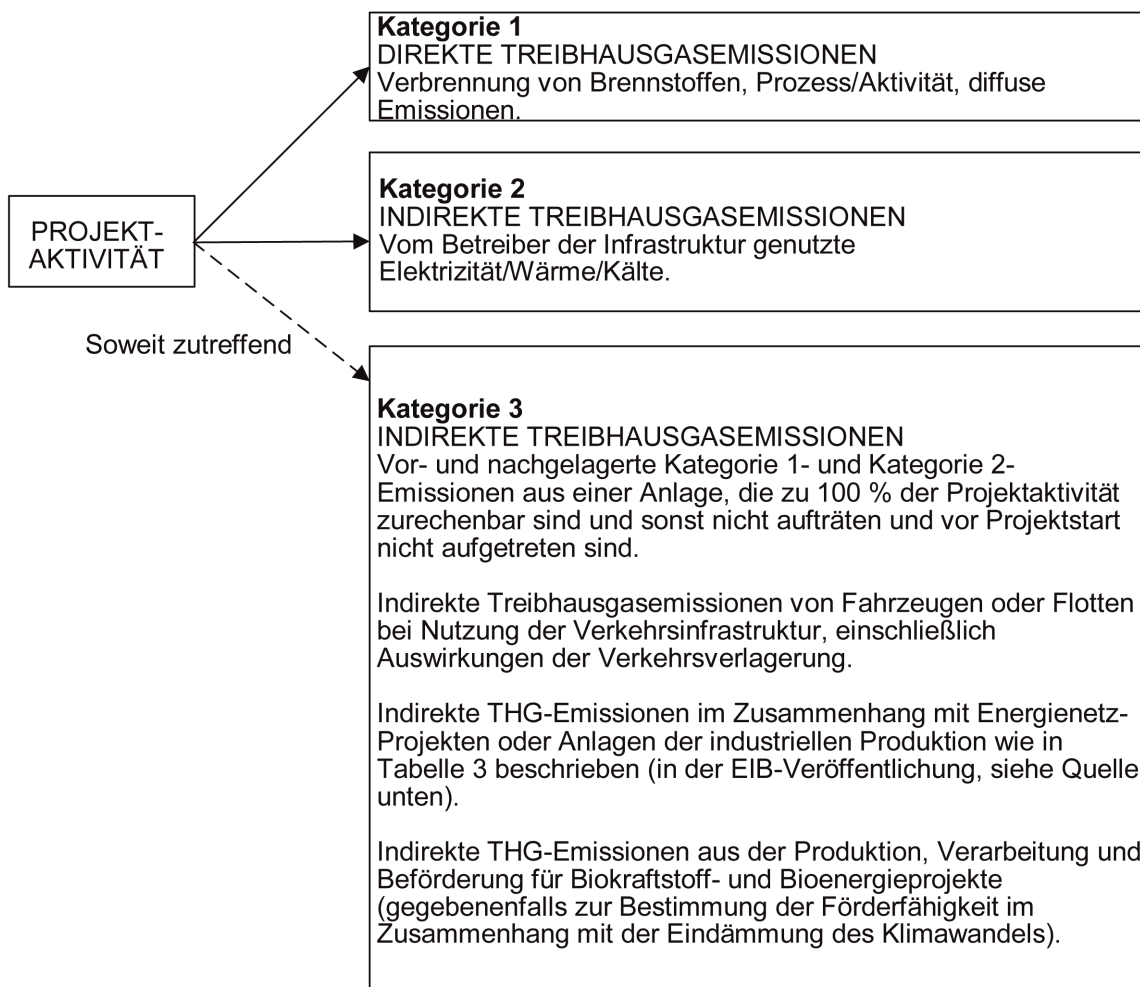 Kategorie 1
DIREKTE TREIBHAUSGASEMISSIONEN
Verbrennung von Brennstoffen, Prozess/Aktivität, diffuse
Emissionen.
Kategorie 2
INDIREKTE TREIBHAUSGASEMISSIONEN
Vom Betreiber der Infrastruktur genutzte
Elektrizität/Wärme/Kälte.
PROJEKT-
AKTIVITÄT
Soweit zutreffend
Kategorie 3
INDIREKTE TREIBHAUSGASEMISSIONEN
Vor- und nachgelagerte Kategorie 1- und Kategorie 2-
Emissionen aus einer Anlage, die zu 100 % der Projektaktivität
zurechenbar sind und sonst nicht aufträten und vor Projektstart
nicht aufgetreten sind.
Indirekte Treibhausgasemissionen von Fahrzeugen oder Flotten
bei Nutzung der Verkehrsinfrastruktur, einschließlich
Auswirkungen der Verkehrsverlagerung.
Indirekte THG-Emissionen im Zusammenhang mit Energienetz-
Projekten oder Anlagen der industriellen Produktion wie in
Tabelle 3 beschrieben (in der EIB-Veröffentlichung, siehe Quelle
unten).
Indirekte THG-Emissionen aus der Produktion, Verarbeitung und
Beförderung für Biokraftstoff- und Bioenergieprojekte
(gegebenenfalls zur Bestimmung der Förderfähigkeit im
Zusammenhang mit der Eindämmung des Klimawandels).